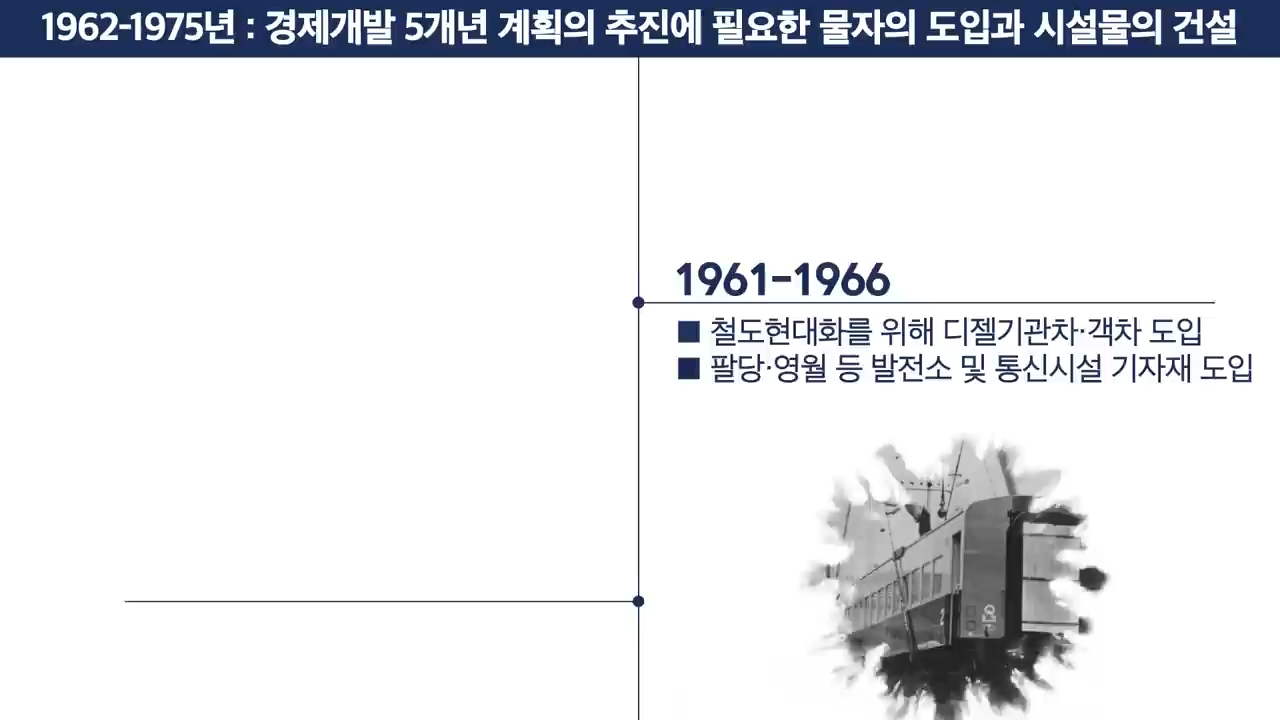 1962-1975년 : 경제개발 5개년 계획의 추진에 필요한 물자의 도입과 시설물의 건설
1961-1966
■ 철도현대화를 위해 디젤기관차·객차 도입
■ 팔당·영월 등 발전소 및 통신시설 기자재 도입
2